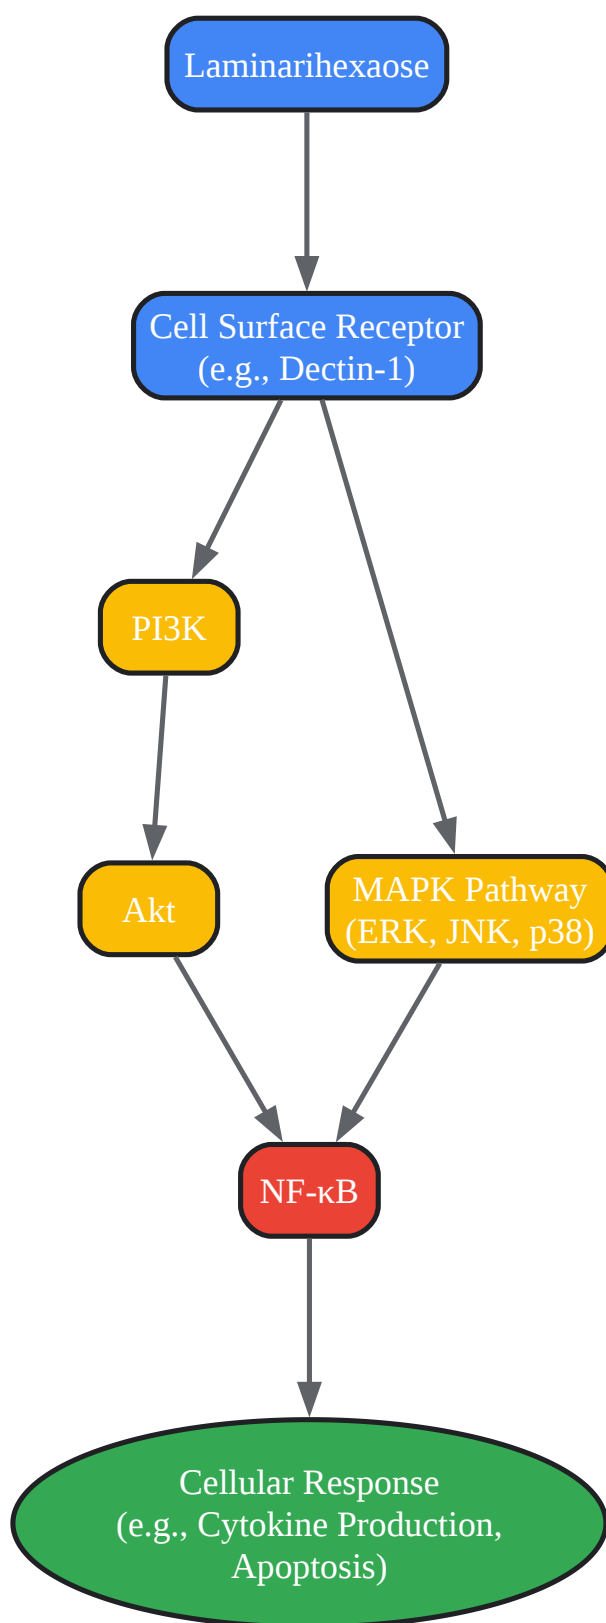 Laminarihexaose
Cell Surface Receptor
(e.g., Dectin-1)
PI3K
Akt
MAPK Pathway
(ERK, JNK, p38)
NF-κB
Cellular Response
(e.g., Cytokine Production,
Apoptosis)